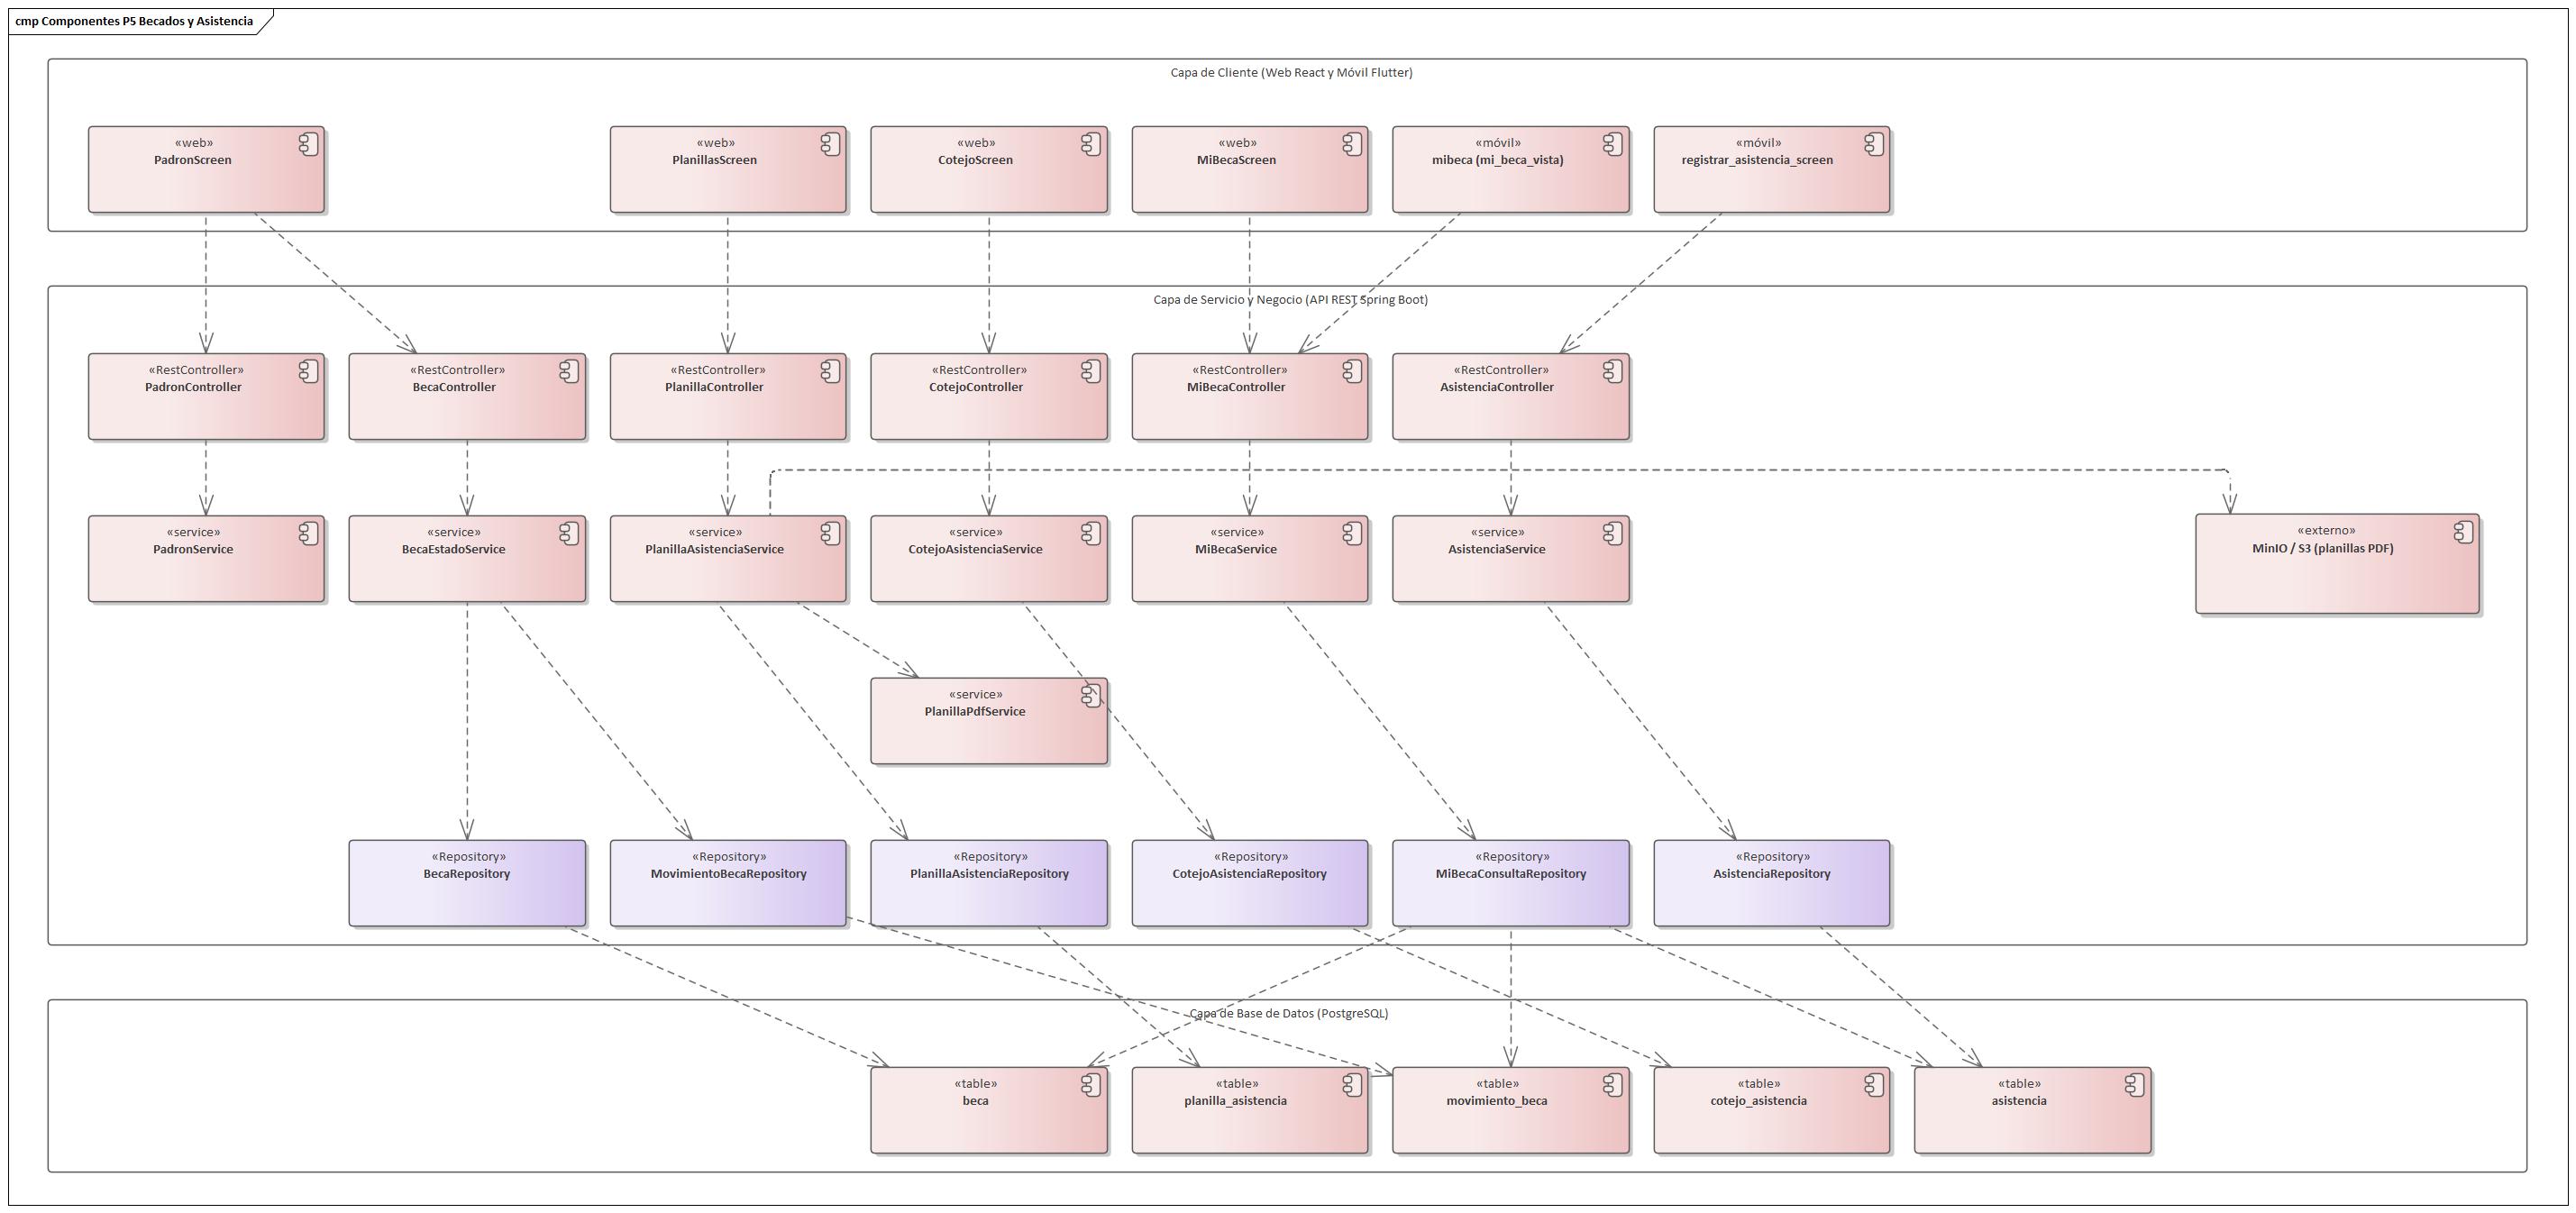 cmp Componentes P5 Becados y Asistencia
Capa de Cliente (Web React y Móvil Flutter)
«web»
PadronScreen
«web»
PlanillasScreen
«web»
CotejoScreen
«web»
MiBecaScreen
«móvil»
mibeca (mi_beca_vista)
«móvil»
registrar_asistencia_screen
Capa de Servicio y Negocio (API REST Spring Boot)
«RestController»
PadronController
«RestController»
BecaController
«RestController»
PlanillaController
«RestController»
CotejoController
«RestController»
MiBecaController
«RestController»
AsistenciaController
«service»
PadronService
«service»
BecaEstadoService
«service»
PlanillaAsistenciaService
«service»
CotejoAsistenciaService
«service»
MiBecaService
«service»
AsistenciaService
«externo»
MinIO / S3 (planillas PDF)
«service»
PlanillaPdfService
«Repository»
BecaRepository
«Repository»
MovimientoBecaRepository
«Repository»
PlanillaAsistenciaRepository
«Repository»
CotejoAsistenciaRepository
«Repository»
MiBecaConsultaRepository
«Repository»
AsistenciaRepository
Capa de Base de Datos (PostgreSQL)
«table»
beca
«table»
planilla_asistencia
«table»
movimiento_beca
«table»
cotejo_asistencia
«table»
asistencia